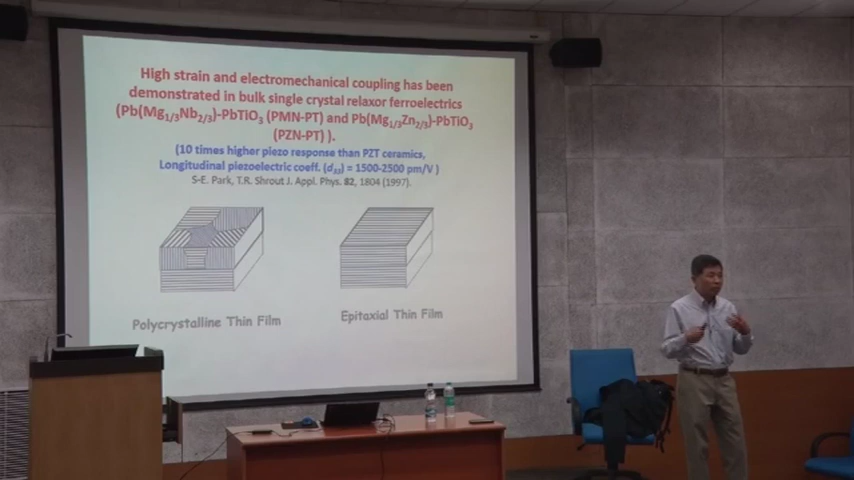 High strain and electromechanical coupling has been
demonstrated in bulk single crystal relaxor ferroelectrics
(Pb(Mg1/3Nb2/3)-PbTiO3 (PMN-PT) and Pb(Mg1/3Zn2/3)-PbTiO3
(PZN-PT) ).
(10 times higher piezo response than PZT ceramics,
Longitudinal piezoelectric coeff. (d33) = 1500-2500 pm/V )
S-E. Park, T.R. Shrout J. Appl. Phys. 82, 1804 (1997).
Polycrystalline Thin Film
Epitaxial Thin Film